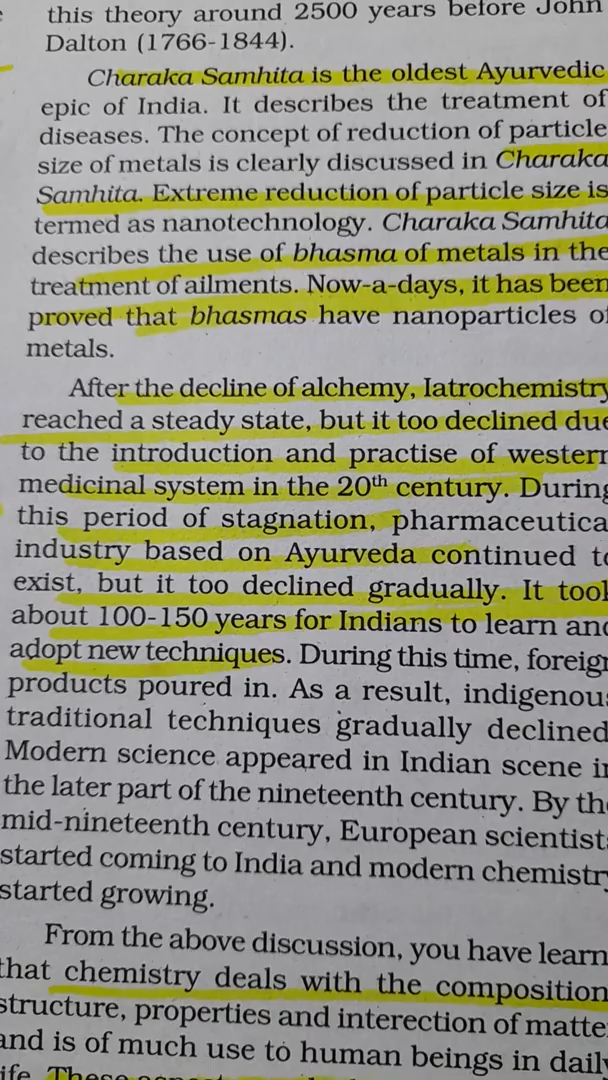 this theory around 2500 years before John
Dalton (1766-1844).
Charaka Samhita is the oldest Ayurvedic
epic of India. It describes the treatment of
diseases. The concept of reduction of particle
size of metals is clearly discussed in Charaka
Samhita. Extreme reduction of particle size is
termed as nanotechnology. Charaka Samhita
describes the use of bhasma of metals in the
treatment of ailments. Now-a-days, it has been
proved that bhasmas have nanoparticles of
metals.
After the decline of alchemy, Iatrochemistry
reached a steady state, but it too declined due
to the introduction and practise of western
medicinal system in the 20th century. During
this period of stagnation, pharmaceutica
industry based on Ayurveda continued to
exist, but it too declined gradually. It took
about 100-150 years for Indians to learn and
adopt new techniques. During this time, foreign
products poured in. As a result, indigenous
traditional techniques gradually declined
Modern science appeared in Indian scene in
the later part of the nineteenth century. By the
mid-nineteenth century, European scientists
started coming to India and modern chemistry
started growing.
From the above discussion, you have learn
that chemistry deals with the composition
structure, properties and interection of matte
and is of much use to human beings in daily
life. These